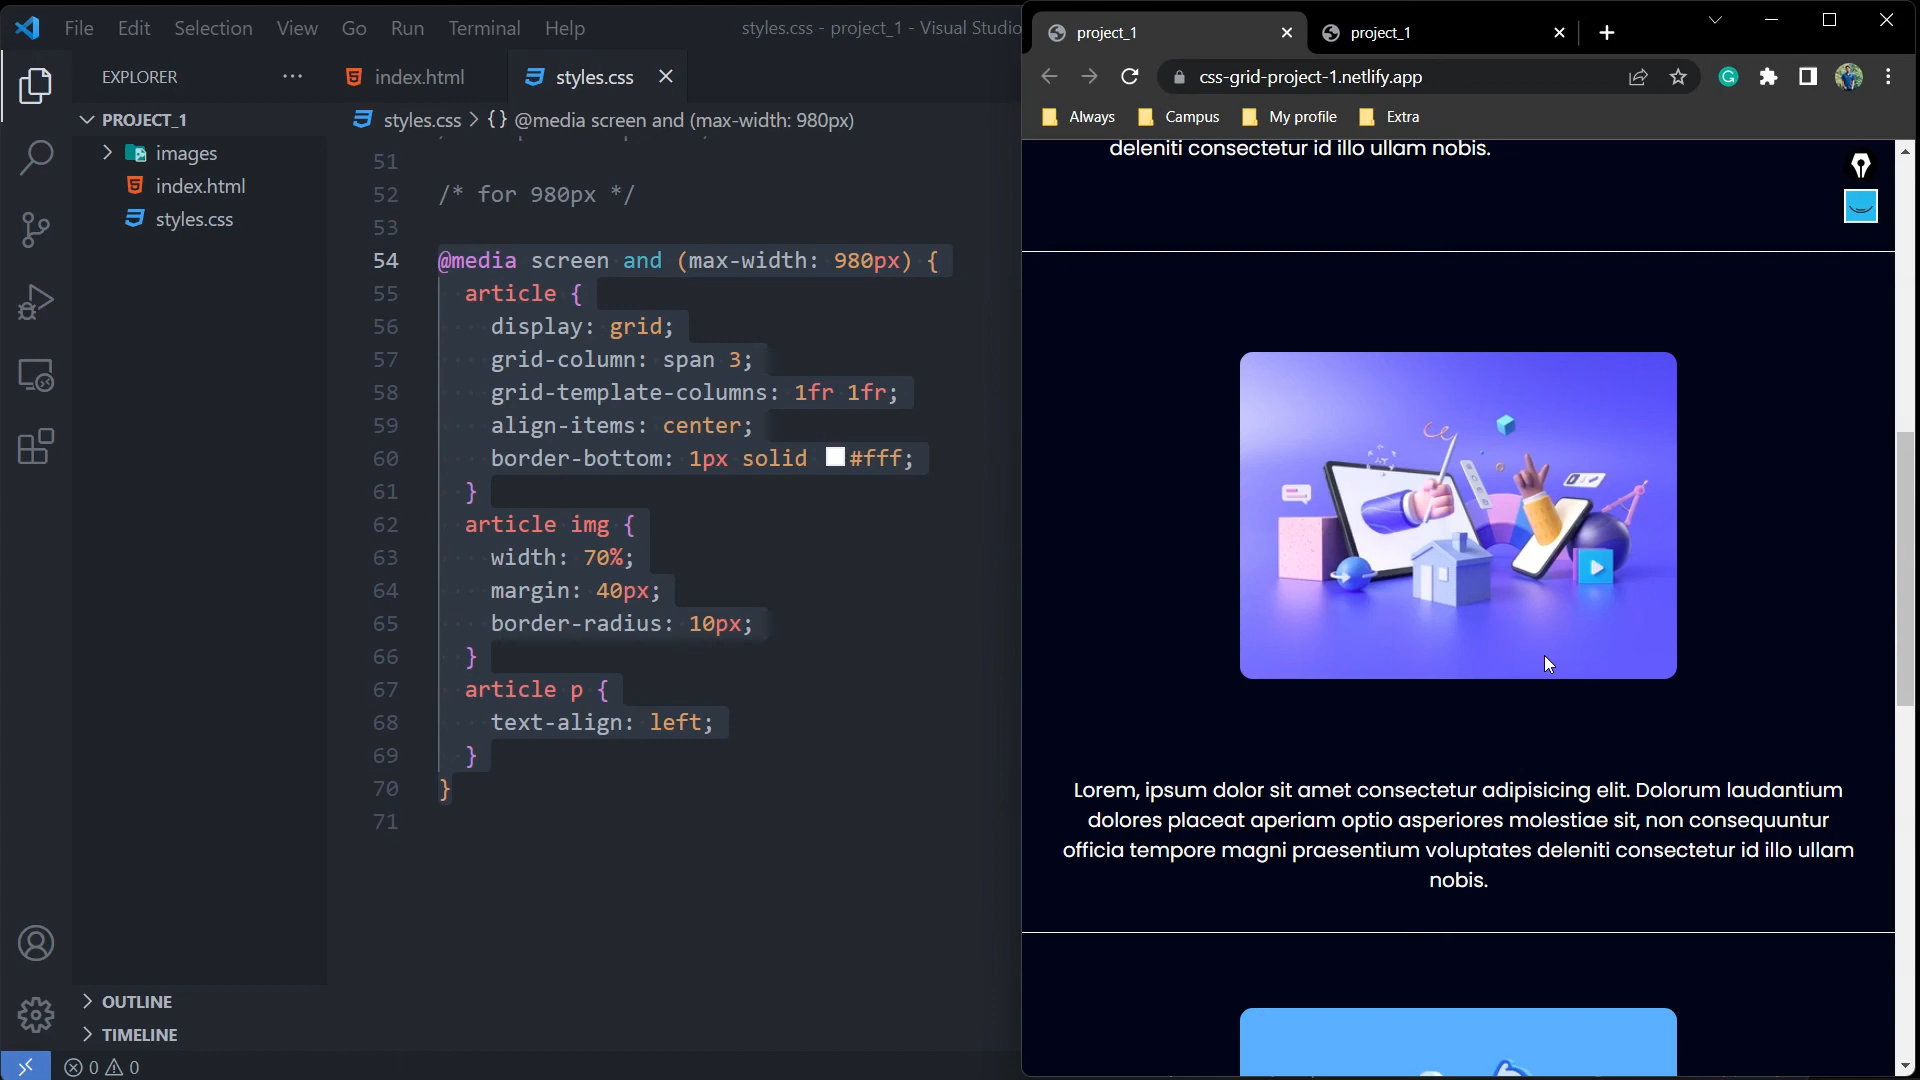 File Edit Selection View Go Run Terminal Help
styles.css - project_1 - Visual Studio
EXPLORER
PROJECT_1
images
index.html
styles.css
OUTLINE
TIMELINE
0 0
index.html
styles.css
styles.css > {} @media screen and (max-width: 980px)
51
52 /* for 980px */
53
54 @media screen and (max-width: 980px) {
55 article {
56 display: grid;
57 grid-column: span 3;
58 grid-template-columns: 1fr 1fr;
59 align-items: center;
60 border-bottom: 1px solid #fff;
61 }
62 article img {
63 width: 70%;
64 margin: 40px;
65 border-radius: 10px;
66 }
67 article p {
68 text-align: left;
69 }
70 }
71
project_1
project_1
css-grid-project-1.netlify.app
Always Campus My profile Extra
deleniti consectetur id illo ullam nobis.
Lorem, ipsum dolor sit amet consectetur adipisicing elit. Dolorum laudantium
dolores placeat aperiam optio asperiores molestiae sit, non consequuntur
officia tempore magni praesentium voluptates deleniti consectetur id illo ullam
nobis.